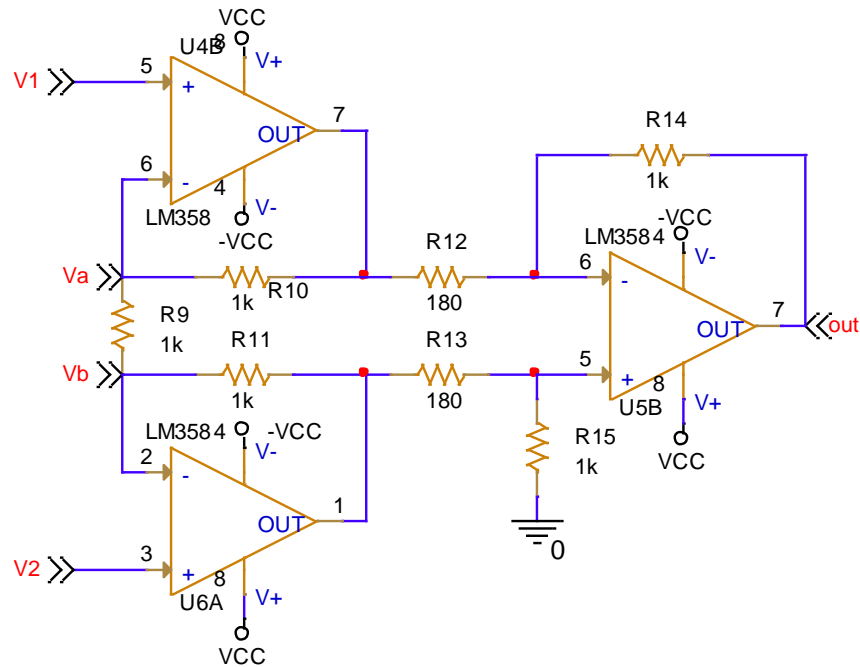 VCC
U4B
8
V+
V1
5
+
7
OUT
R14
6
-
4
1k
LM358
V-
-VCC
-VCC
R12
LM358
4
V-
Va
R10
6
-
1k
180
7
R9
1k
R11
R13
OUT
out
Vb
5
+
8
1k
180
U5B
V+
LM358
4
-VCC
V-
R15
1k
VCC
2
-
1
OUT
0
V2
3
+
8
U6A
V+
VCC